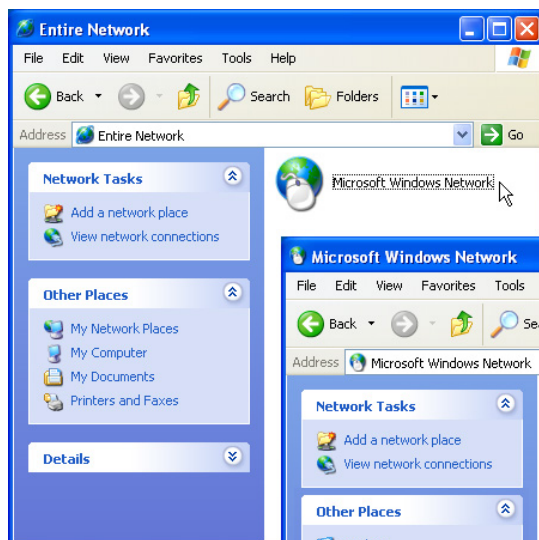 Entire Network
File Edit View Favorites Tools Help
Back Search Folders
Address Entire Network Go
Network Tasks
Add a network place
View network connections
Other Places
My Network Places
My Computer
My Documents
Printers and Faxes
Details
Microsoft Windows Network
Microsoft Windows Network
File Edit View Favorites Tools
Back Se
Address Microsoft Windows Network
Network Tasks
Add a network place
View network connections
Other Places